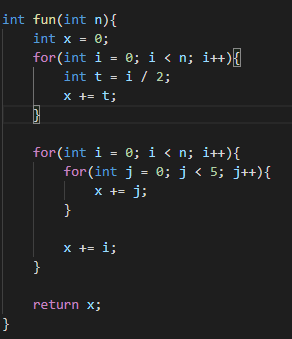 int fun(int n){
    int x = 0;
    for(int i = 0; i < n; i++){
        int t = i / 2;
        x += t;
    }

    for(int i = 0; i < n; i++){
        for(int j = 0; j < 5; j++){
            x += j;
        }

        x += i;
    }

    return x;
}